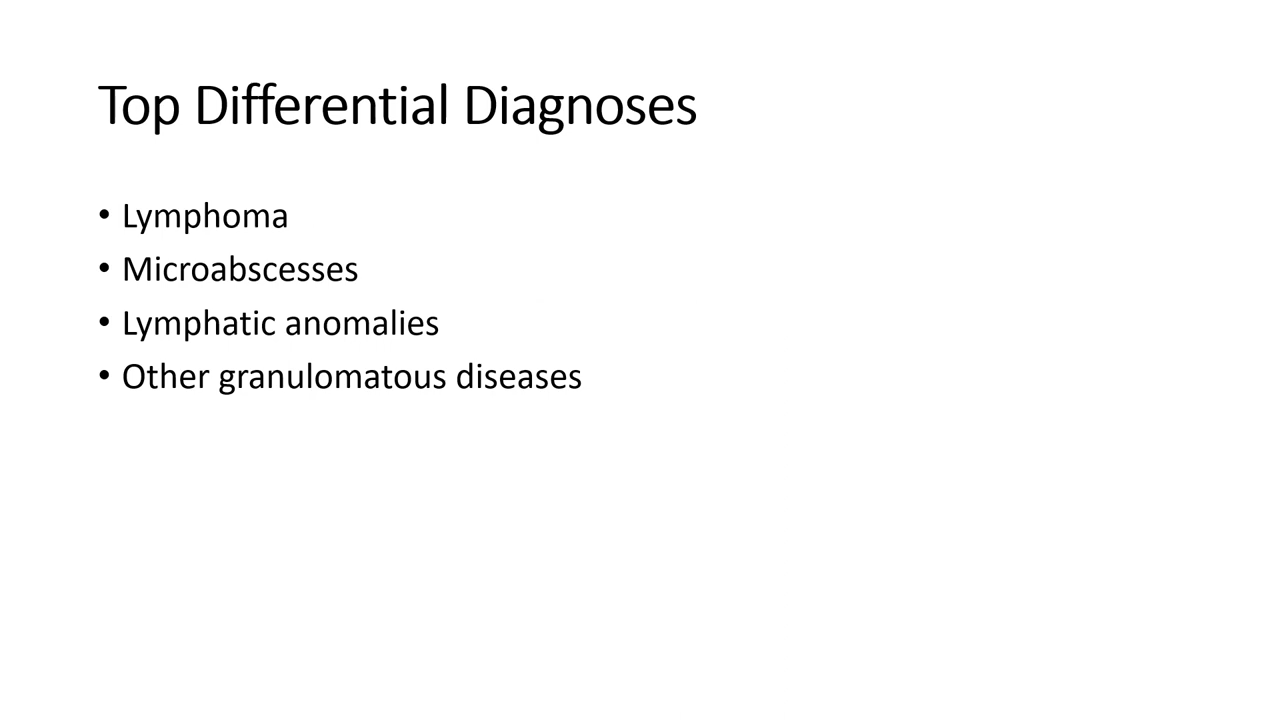 Top Differential Diagnoses
• Lymphoma
• Microabscesses
• Lymphatic anomalies
• Other granulomatous diseases